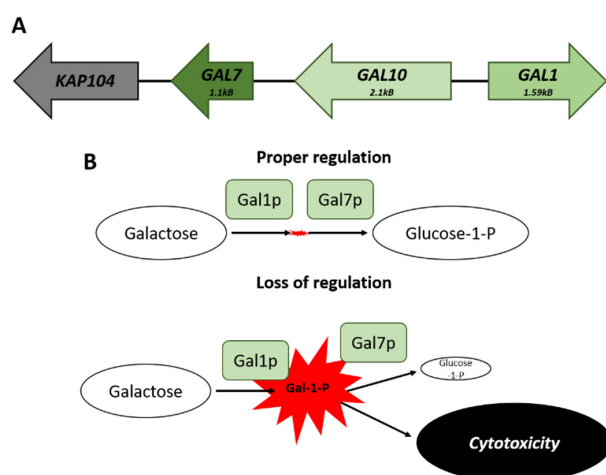 A
KAP104
GAL7
1.1kB
GAL10
2.1kB
GAL1
1.59kB
B
Proper regulation
Gal1p
Gal7p
Galactose
Glucose-1-P
Loss of regulation
Gal1p
Gal7p
Galactose
Gal-1-P
Glucose
-1-P
Cytotoxicity